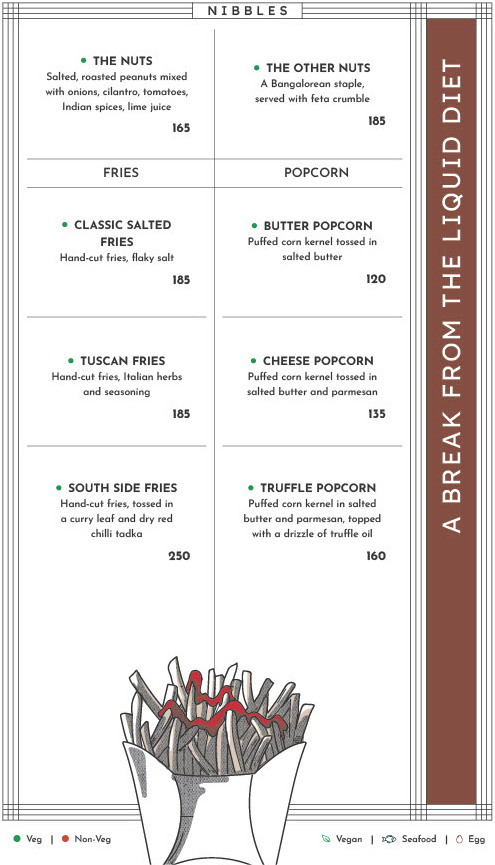 NIBBLES
THE NUTS
Salted, roasted peanuts mixed
with onions, cilantro, tomatoes,
Indian spices, lime juice
165
THE OTHER NUTS
A Bangalorean staple,
served with feta crumble
185
FRIES
CLASSIC SALTED
FRIES
Hand-cut fries, flaky salt
185
TUSCAN FRIES
Hand-cut fries, Italian herbs
and seasoning
185
SOUTH SIDE FRIES
Hand-cut fries, tossed in
a curry leaf and dry red
chilli tadka
250
POPCORN
BUTTER POPCORN
Puffed corn kernel tossed in
salted butter
120
CHEESE POPCORN
Puffed corn kernel tossed in
salted butter and parmesan
135
TRUFFLE POPCORN
Puffed corn kernel in salted
butter and parmesan, topped
with a drizzle of truffle oil
160
A BREAK FROM THE LIQUID DIET
Veg | Non-Veg
Vegan | Seafood | Egg